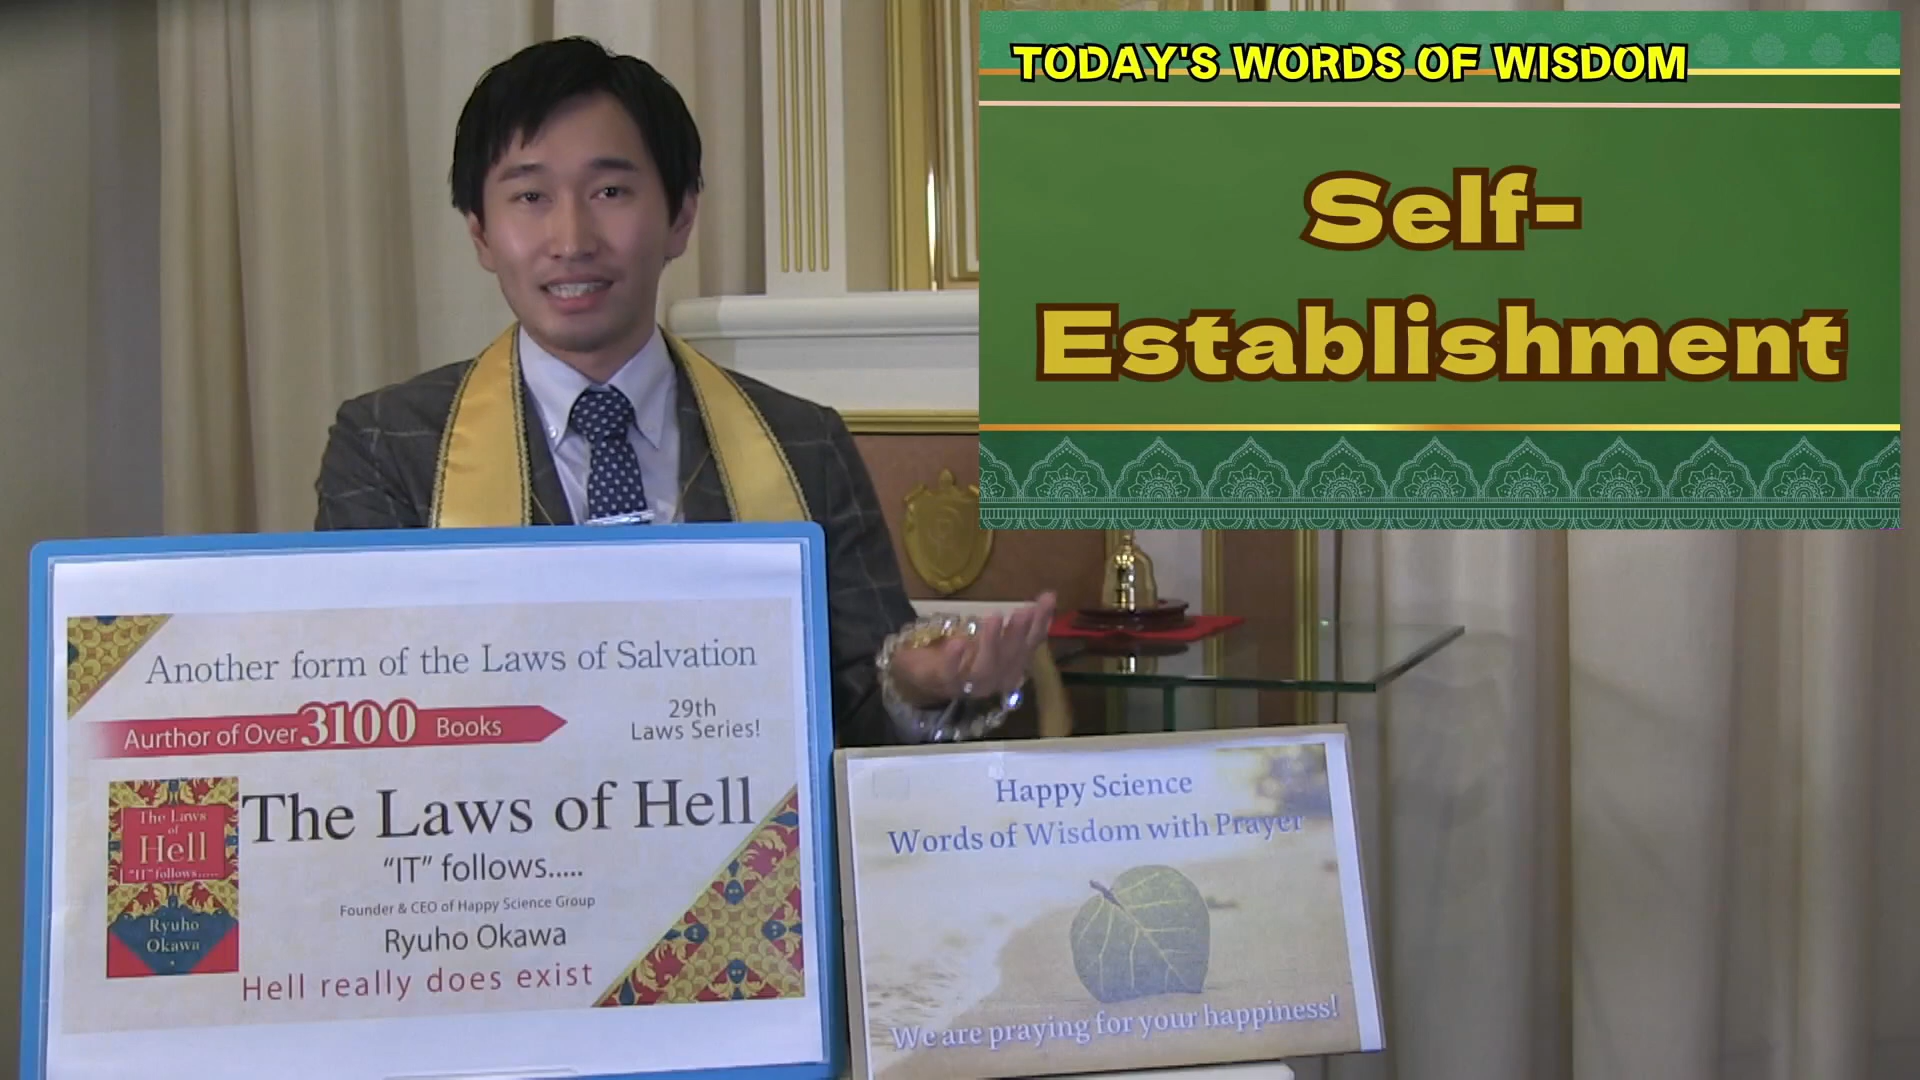 TODAY'S WORDS OF WISDOM
Self-
Establishment
Another form of the Laws of Salvation
Aurthor of Over 3100 Books
29th
Laws Series!
The Laws
of
Hell
"IT" follows.....
Ryuho
Okawa
The Laws of Hell
"IT" follows.....
Founder & CEO of Happy Science Group
Ryuho Okawa
Hell really does exist
Happy Science
Words of Wisdom with Prayer
We are praying for your happiness!